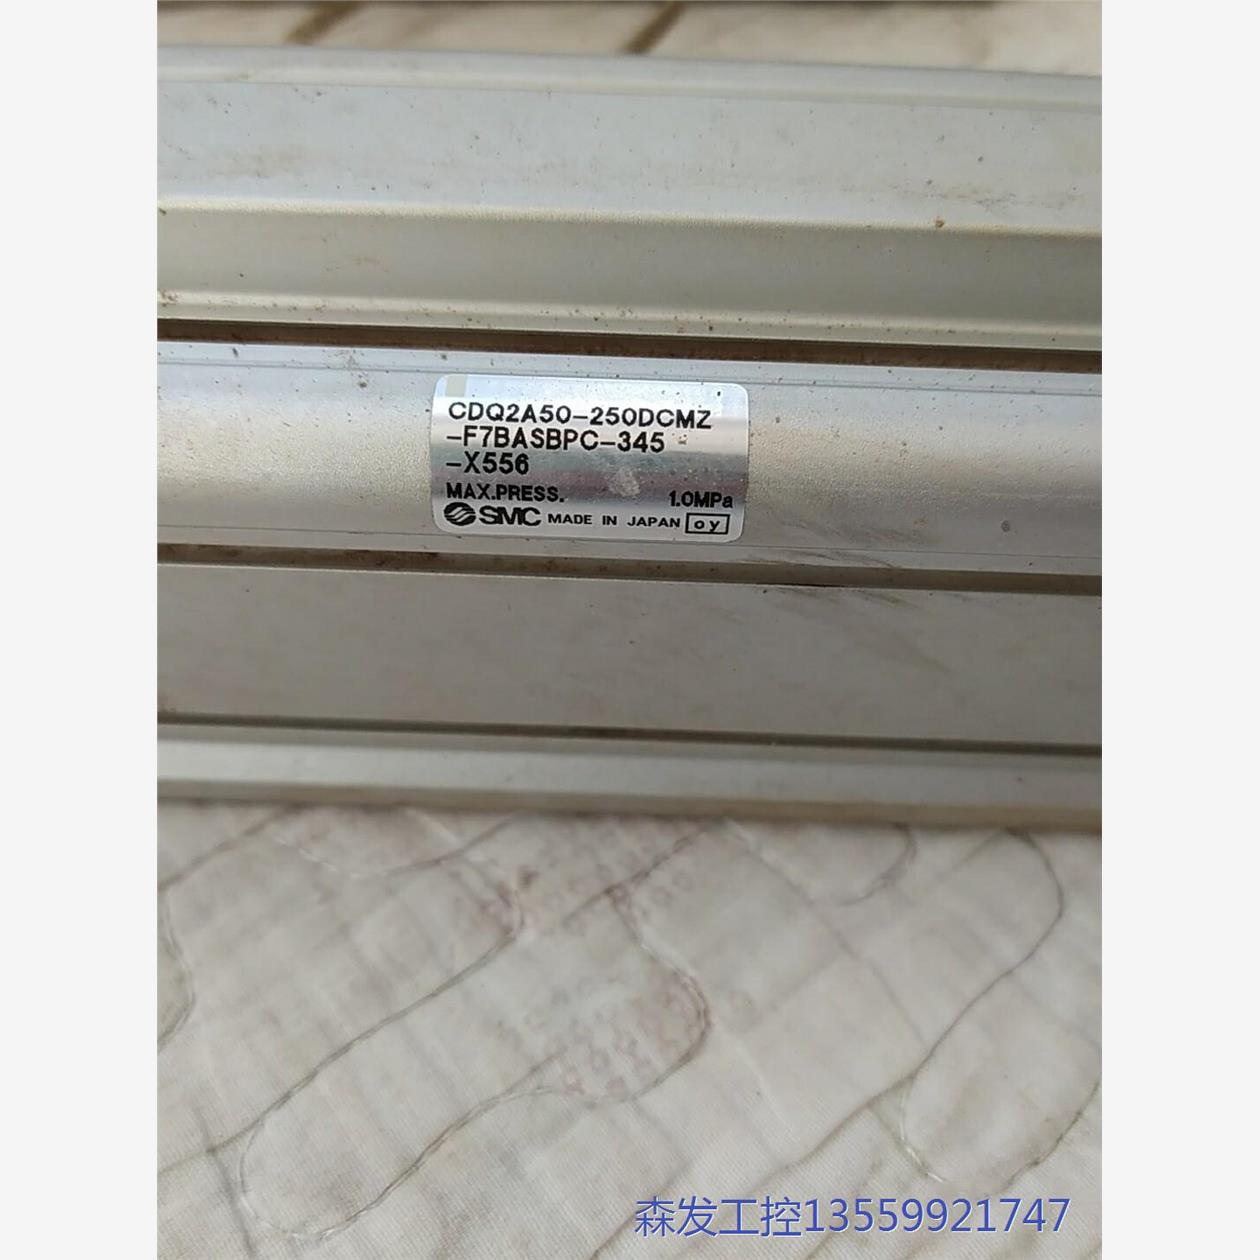 CDQ2A50-250DCMZ
-F7BASBPC-345
-X556
MAX.PRESS. 1.0MPa
SMC MADE IN JAPAN oy
森发工控13559921747